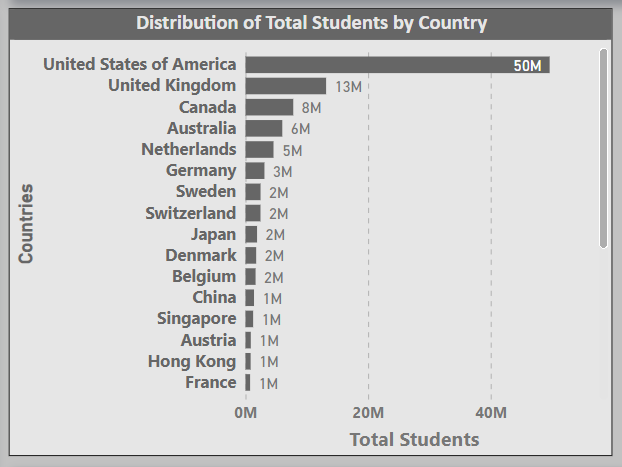 Distribution of Total Students by Country
United States of America 50M
United Kingdom 13M
Canada 8M
Australia 6M
Netherlands 5M
Germany 3M
Sweden 2M
Switzerland 2M
Japan 2M
Denmark 2M
Belgium 2M
China 1M
Singapore 1M
Austria 1M
Hong Kong 1M
France 1M
Countries
0M 20M 40M
Total Students